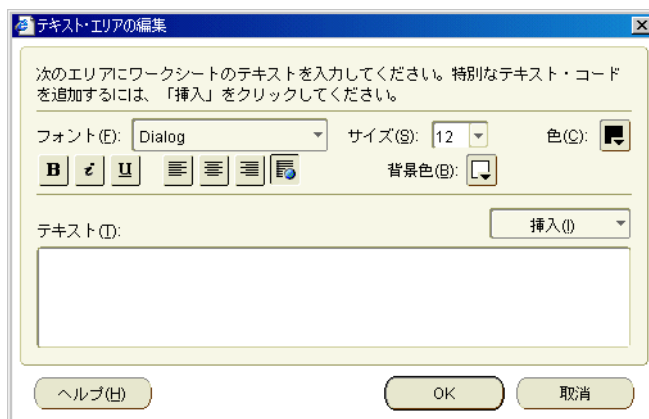 テキスト・エリアの編集
次のエリアにワークシートのテキストを入力してください。特別なテキスト・コード
を追加するには、「挿入」をクリックしてください。
フォント(F): Dialog サイズ(S): 12 色(C):
B i U 背景色(B):
テキスト(T): 挿入(I)
ヘルプ(H) OK 取消